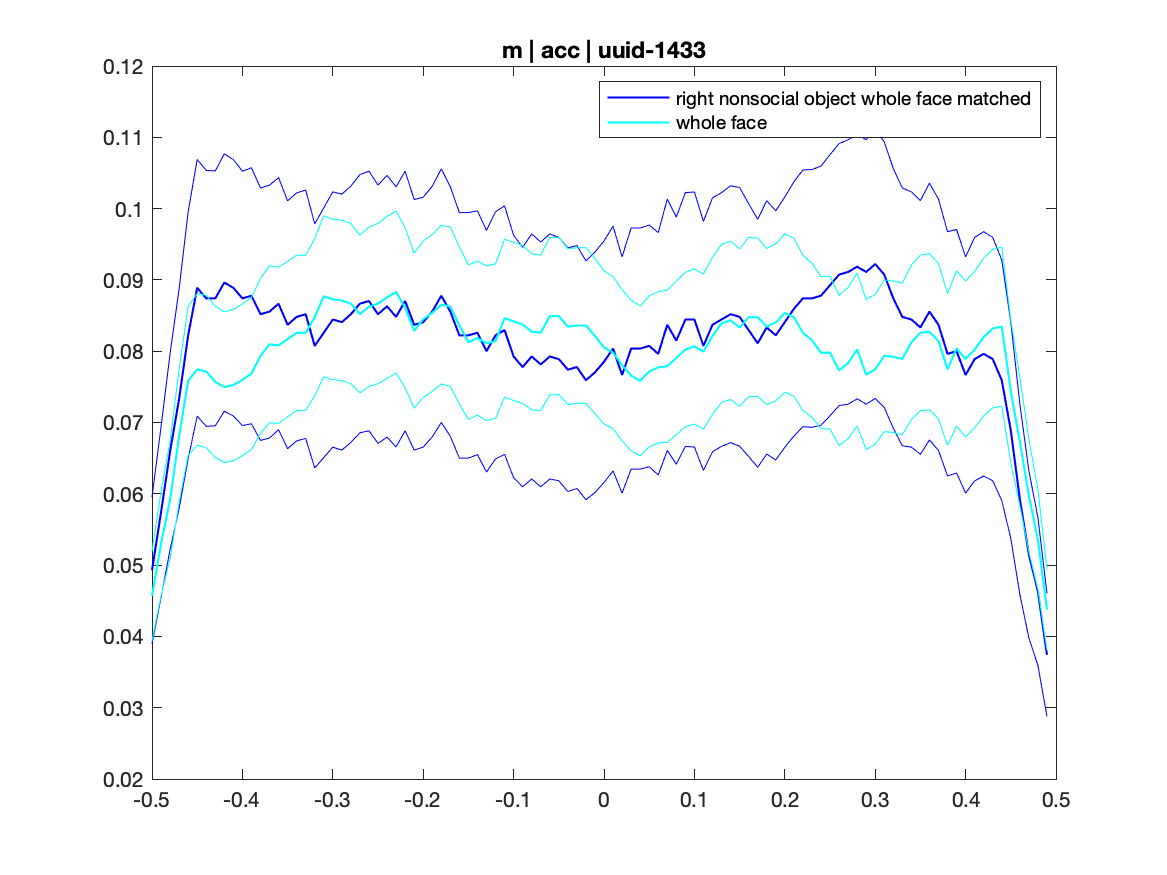 m | acc | uuid-1433
right nonsocial object whole face matched
whole face
0.12
0.11
0.1
0.09
0.08
0.07
0.06
0.05
0.04
0.03
0.02
-0.5 -0.4 -0.3 -0.2 -0.1 0 0.1 0.2 0.3 0.4 0.5